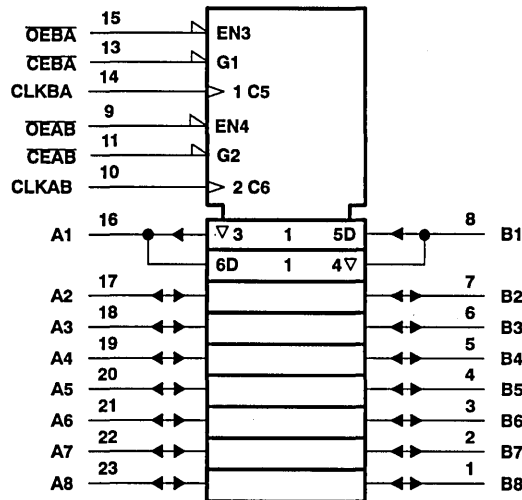 15
OEBA EN3
13
CEBA G1
14
CLKBA 1 C5
9
OEAB EN4
11
CEAB G2
10
CLKAB 2 C6
16 8
A1 ▽ 3 1 5D B1
6D 1 4 ▽
17 7
A2 B2
18 6
A3 B3
19 5
A4 B4
20 4
A5 B5
21 3
A6 B6
22 2
A7 B7
23 1
A8 B8